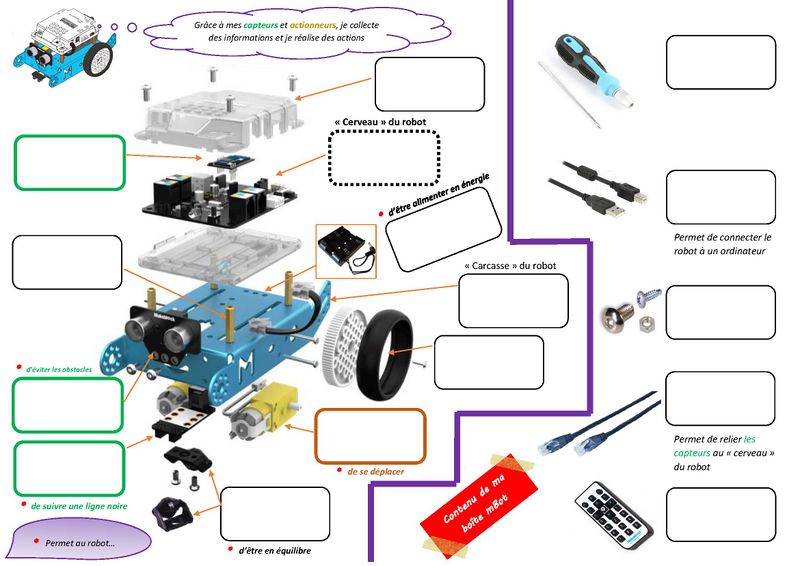 Grâce à mes capteurs et actionneurs, je collecte
des informations et je réalise des actions
« Cerveau » du robot
• d'être alimenter en énergie
« Carcasse » du robot
Makeblock
M
• d'éviter les obstacles
• de se déplacer
• de suivre une ligne noire
• d'être en équilibre
• Permet au robot...
Permet de connecter le
robot à un ordinateur
Permet de relier les
capteurs au « cerveau »
du robot
Contenu de ma
boîte mBot